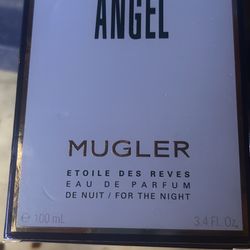 ANGEL
MUGLER
ETOILE DES REVES
EAU DE PARFUM
DE NUIT / FOR THE NIGHT
℮ 100 mL 3.4 Fl. Oz.